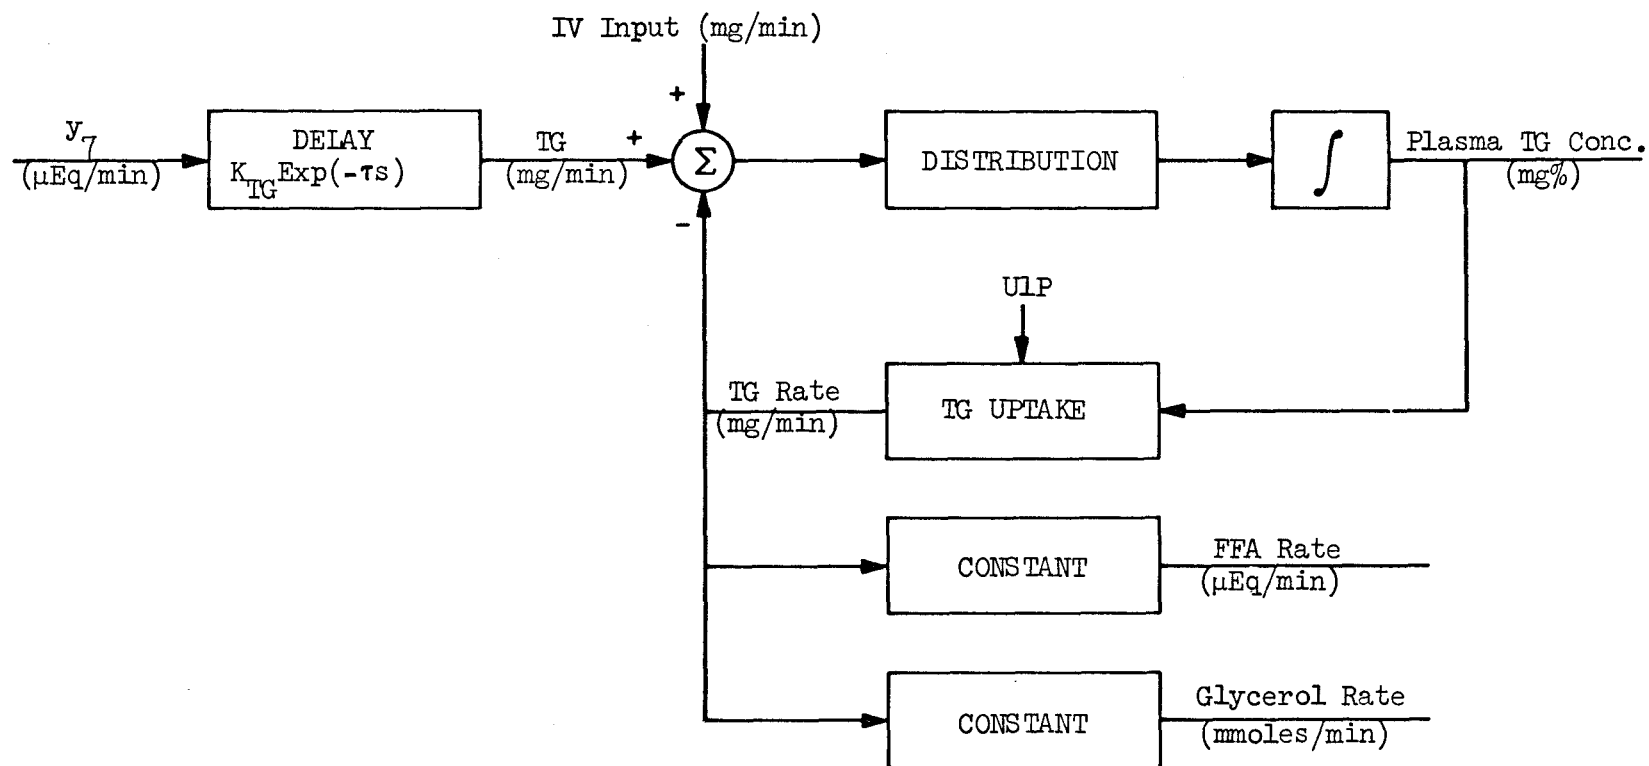 IV Input (mg/min)
+
y7
(μEq/min)
DELAY
KTGExp(-τs)
TG
(mg/min)
+
Σ
-
DISTRIBUTION
∫
Plasma TG Conc.
(mg%)
UlP
TG UPTAKE
TG Rate
(mg/min)
CONSTANT
FFA Rate
(μEq/min)
CONSTANT
Glycerol Rate
(mmoles/min)